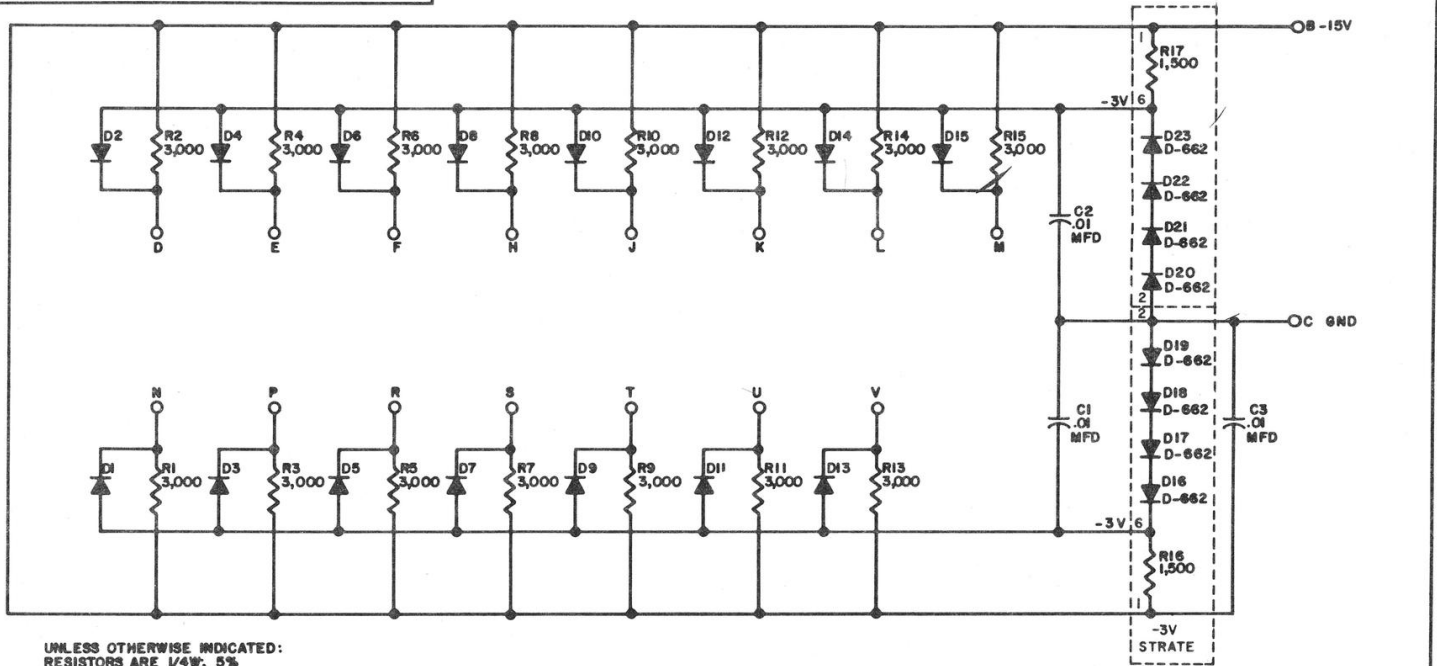 B -15V
1
R17
1,500
-3V 6
D2
R2
3,000
D4
R4
3,000
D6
R6
3,000
D8
R8
3,000
D10
R10
3,000
D12
R12
3,000
D14
R14
3,000
D15
R15
3,000
D23
D-662
D22
D-662
D21
D-662
D20
D-662
C2
.01
MFD
D
E
F
H
J
K
L
M
2
2
C GND
D19
D-662
D18
D-662
D17
D-662
D16
D-662
C1
.01
MFD
C3
.01
MFD
N
P
R
S
T
U
V
D1
R1
3,000
D3
R3
3,000
D5
R5
3,000
D7
R7
3,000
D9
R9
3,000
D11
R11
3,000
D13
R13
3,000
-3V 6
R16
1,500
11
-3V
STRATE
UNLESS OTHERWISE INDICATED:
RESISTORS ARE 1/4W, 5%